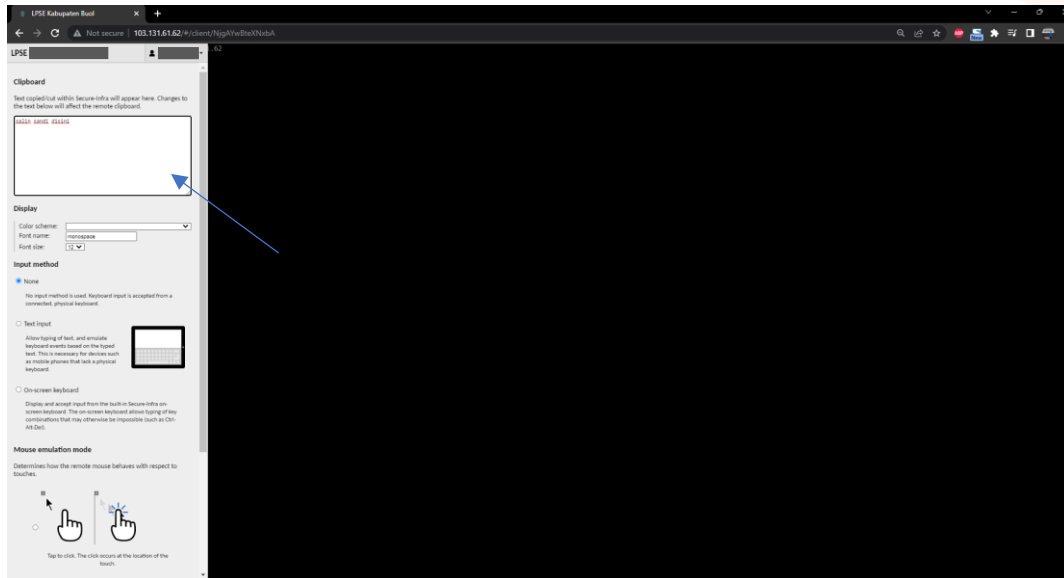 LPSE Kabupaten Buol
Not secure | 103.131.61.62/#/client/NjgAYwBteXNxbA
New
LPSE
.62
Clipboard
Text copied/cut within Secure-Infra will appear here. Changes to
the text below will affect the remote clipboard.
salin sandi disini
Display
Color scheme:
Font name: monospace
Font size: 12
Input method
None
No input method is used. Keyboard input is accepted from a
connected, physical keyboard.
Text input
Allow typing of text, and emulate
keyboard events based on the typed
text. This is necessary for devices such
as mobile phones that lack a physical
keyboard.
On-screen keyboard
Display and accept input from the built-in Secure-Infra on-
screen keyboard. The on-screen keyboard allows typing of key
combinations that may otherwise be impossible (such as Ctrl-
Alt-Del).
Mouse emulation mode
Determines how the remote mouse behaves with respect to
touches.
Tap to click. The click occurs at the location of the
touch.